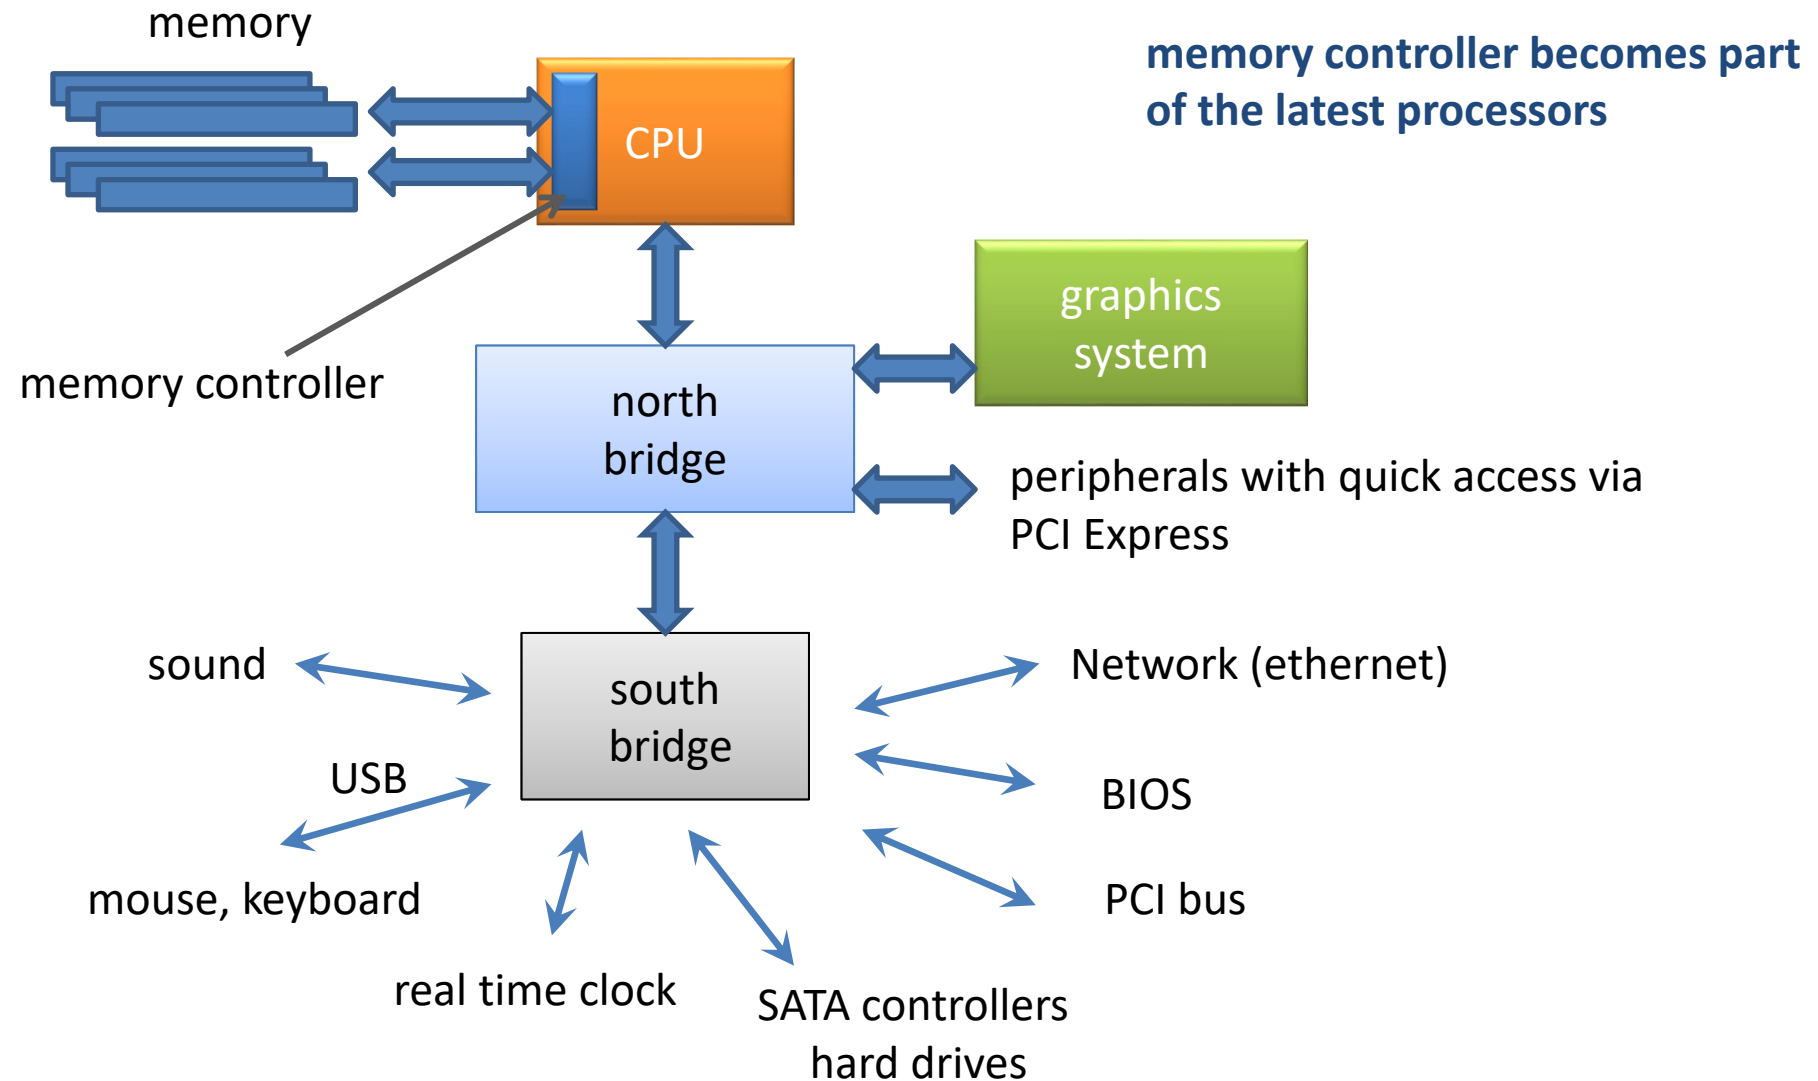 memory
memory controller becomes part
of the latest processors
CPU
graphics
system
memory controller
north
bridge
peripherals with quick access via
PCI Express
sound
south
bridge
Network (ethernet)
USB
BIOS
mouse, keyboard
PCI bus
real time clock
SATA controllers
hard drives